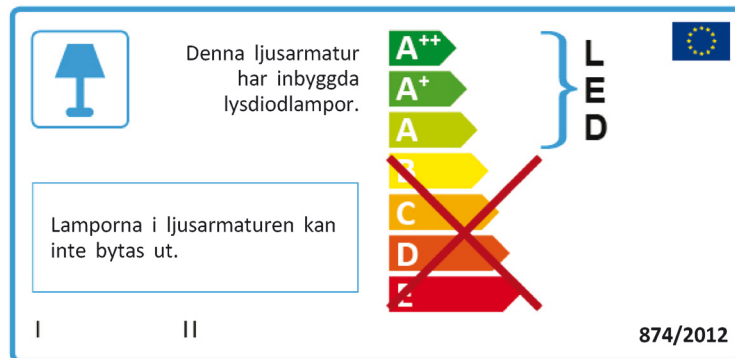 Denna ljusarmatur
har inbyggda
lysdiodlampor.
A++
A+
A
B
C
D
E
L
E
D
Lamporna i ljusarmaturen kan
inte bytas ut.
I II
874/2012